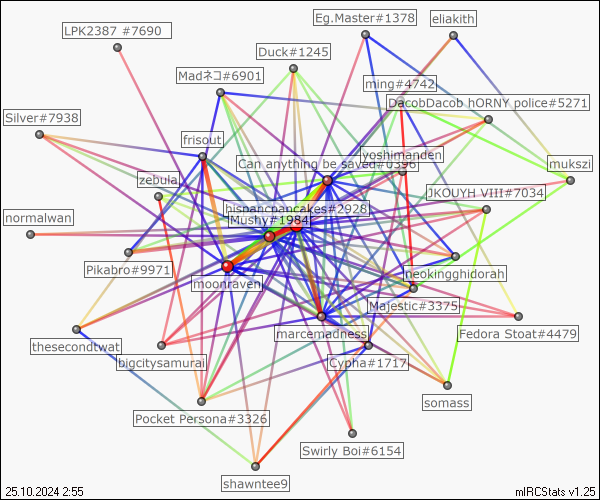 LPK2387 #7690
Eg.Master#1378
eliakith
Duck#1245
Madネコ#6901
ming#4742
DacobDacob hORNY police#5271
Silver#7938
frisout
yoshimanden
Can anything be saved#0396
mukszi
zebulal
JKOUYH VIII#7034
hispanicpancakes#2928
Mushy#1984
normalwan
Pikabro#9971
neokingghidorah
moonraven
Majestic#3375
marcemadness
Fedora Stoat#4479
thesecondtwat
bigcitysamurai
Cypha#1717
somass
Pocket Persona#3326
Swirly Boi#6154
shawntee9
25.10.2024 2:55
mIRCStats v1.25